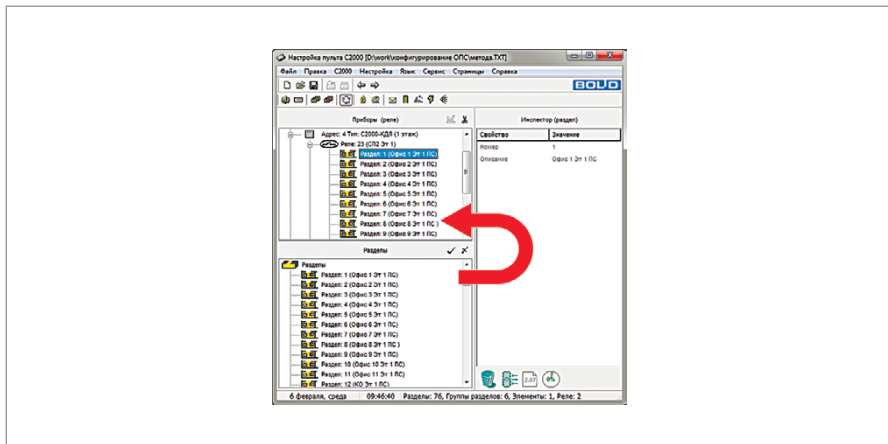 Настройка пульта С2000 [D:\work\конфигурирование ОПС\метода.TXT]
Файл Правка С2000 Настройка Язык Сервис Страницы Справка
BOLID
Приборы (реле)
Адрес: 4 Тип: С2000-КДЛ (1 этаж)
Реле: 23 (СП2 Эт 1)
Раздел: 1 (Офис 1 Эт 1 ПС)
Раздел: 2 (Офис 2 Эт 1 ПС)
Раздел: 3 (Офис 3 Эт 1 ПС)
Раздел: 4 (Офис 4 Эт 1 ПС)
Раздел: 5 (Офис 5 Эт 1 ПС)
Раздел: 6 (Офис 6 Эт 1 ПС)
Раздел: 7 (Офис 7 Эт 1 ПС)
Раздел: 8 (Офис 8 Эт 1 ПС )
Раздел: 9 (Офис 9 Эт 1 ПС)
Инспектор (раздел)
Свойство Значение
Номер 1
Описание Офис 1 Эт 1 ПС
Разделы
Разделы
Раздел: 1 (Офис 1 Эт 1 ПС)
Раздел: 2 (Офис 2 Эт 1 ПС)
Раздел: 3 (Офис 3 Эт 1 ПС)
Раздел: 4 (Офис 4 Эт 1 ПС)
Раздел: 5 (Офис 5 Эт 1 ПС)
Раздел: 6 (Офис 6 Эт 1 ПС)
Раздел: 7 (Офис 7 Эт 1 ПС)
Раздел: 8 (Офис 8 Эт 1 ПС )
Раздел: 9 (Офис 9 Эт 1 ПС)
Раздел: 10 (Офис 10 Эт 1 ПС)
Раздел: 11 (Офис 11 Эт 1 ПС)
Раздел: 12 (КО Эт 1 ПС)
2.07 0%
6 февраля, среда 09:46:40 Разделы: 76, Группы разделов: 6, Элементы: 1, Реле: 2